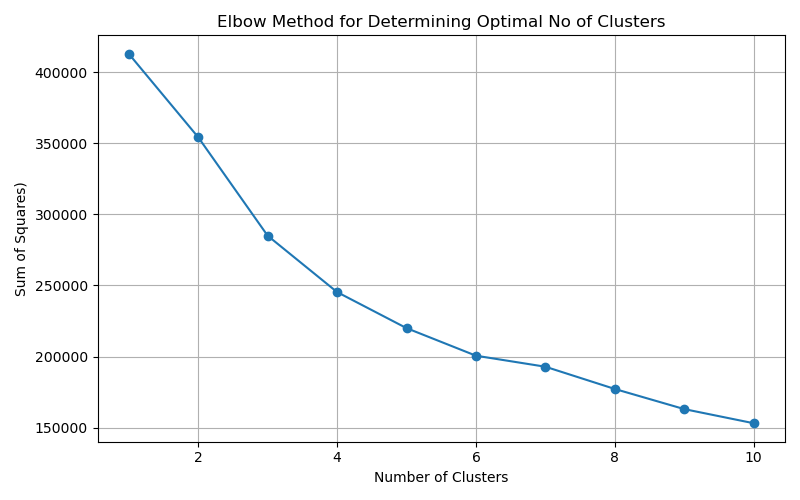 Elbow Method for Determining Optimal No of Clusters
Sum of Squares)
400000
350000
300000
250000
200000
150000
2 4 6 8 10
Number of Clusters